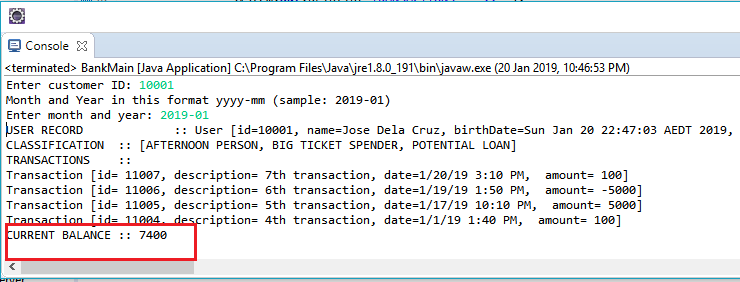 Console
<terminated> BankMain [Java Application] C:\Program Files\Java\jre1.8.0_191\bin\javaw.exe (20 Jan 2019, 10:46:53 PM)
Enter customer ID: 10001
Month and Year in this format yyyy-mm (sample: 2019-01)
Enter month and year: 2019-01
USER RECORD :: User [id=10001, name=Jose Dela Cruz, birthDate=Sun Jan 20 22:47:03 AEDT 2019,
CLASSIFICATION :: [AFTERNOON PERSON, BIG TICKET SPENDER, POTENTIAL LOAN]
TRANSACTIONS ::
Transaction [id= 11007, description= 7th transaction, date=1/20/19 3:10 PM, amount= 100]
Transaction [id= 11006, description= 6th transaction, date=1/19/19 1:50 PM, amount= -5000]
Transaction [id= 11005, description= 5th transaction, date=1/17/19 10:10 PM, amount= 5000]
Transaction [id= 11004, description= 4th transaction, date=1/1/19 1:40 PM, amount= 100]
CURRENT BALANCE :: 7400